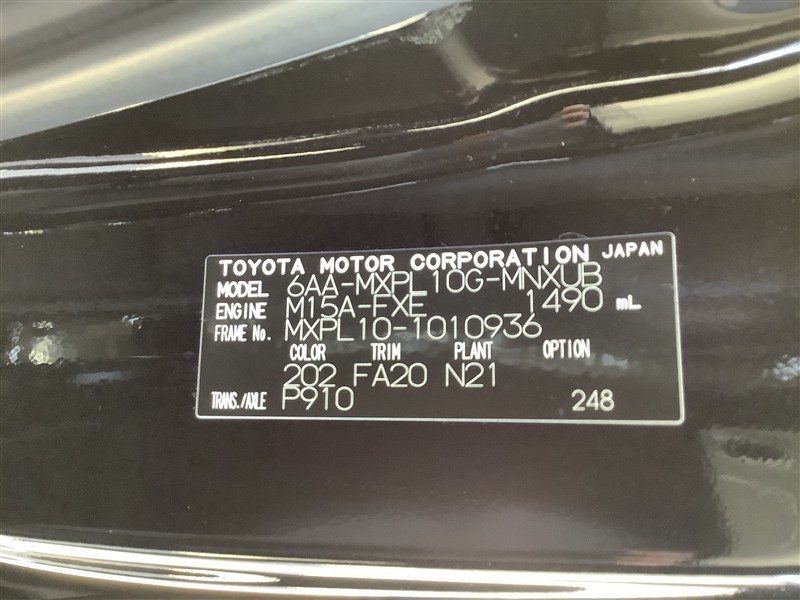 TOYOTA MOTOR CORPORATION JAPAN
MODEL 6AA-MXPL10G-MNXUB
ENGINE M15A-FXE 1490 mL
FRAME No. MXPL10-1010936
COLOR TRIM PLANT OPTION
202 FA20 N21
TRANS./AXLE P910 248